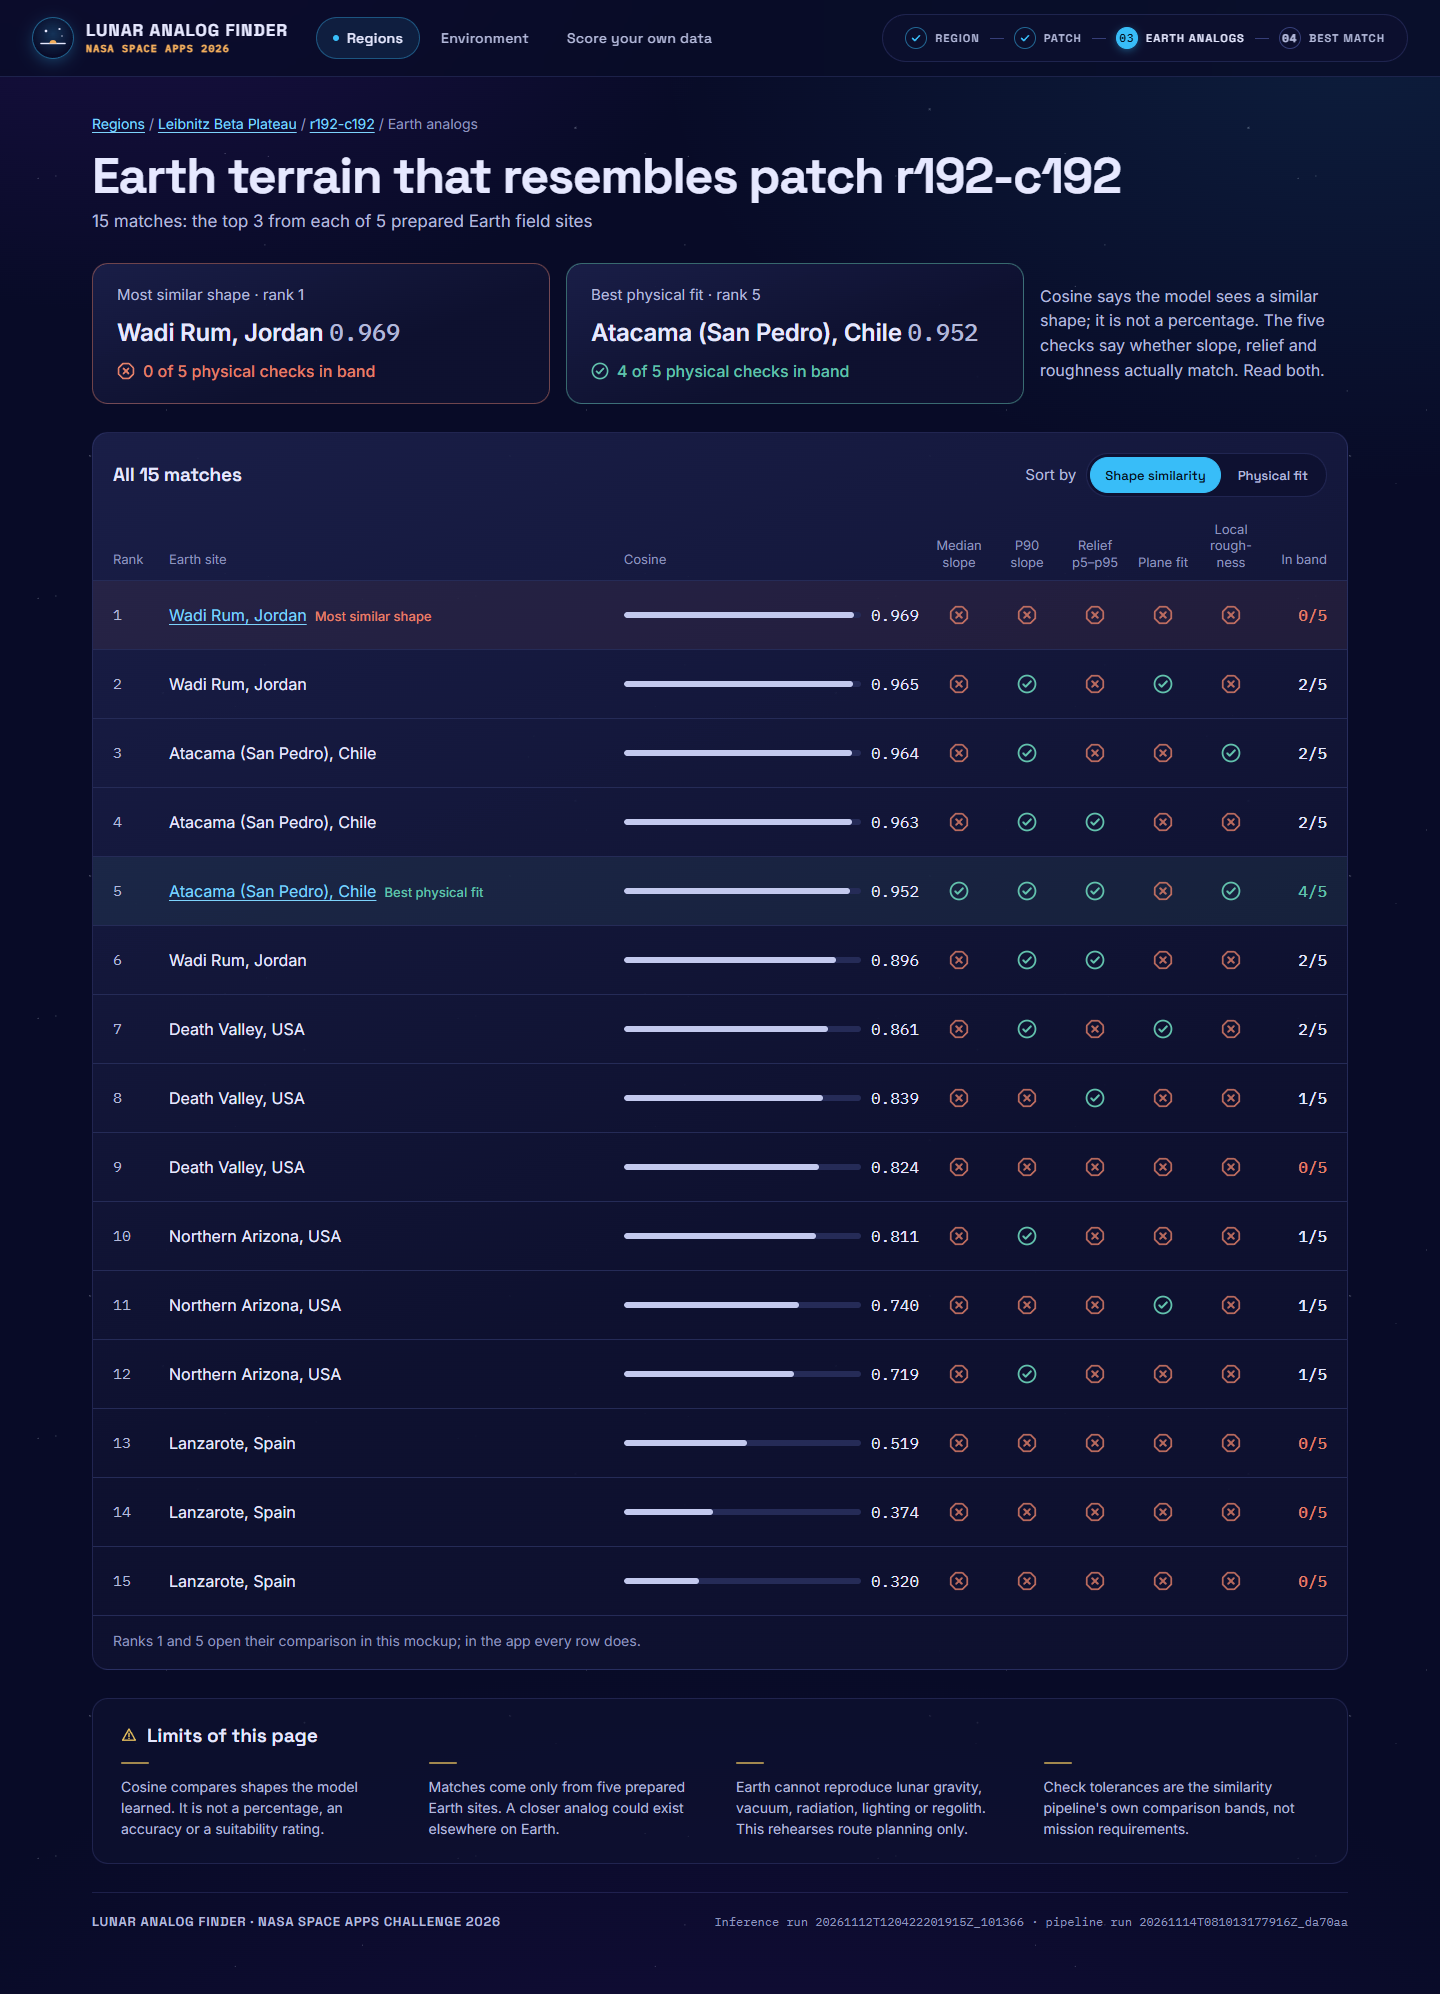 LUNAR ANALOG FINDER
NASA SPACE APPS 2026
Regions
Environment
Score your own data
REGION
PATCH
03 EARTH ANALOGS
04 BEST MATCH
Regions / Leibnitz Beta Plateau / r192-c192 / Earth analogs
Earth terrain that resembles patch r192-c192
15 matches: the top 3 from each of 5 prepared Earth field sites
Most similar shape · rank 1
Wadi Rum, Jordan 0.969
0 of 5 physical checks in band
Best physical fit · rank 5
Atacama (San Pedro), Chile 0.952
4 of 5 physical checks in band
Cosine says the model sees a similar
shape; it is not a percentage. The five
checks say whether slope, relief and
roughness actually match. Read both.
All 15 matches
Sort by
Shape similarity
Physical fit
Rank
Earth site
Cosine
Median
slope
P90
slope
Relief
p5–p95
Plane fit
Local
rough-
ness
In band
1 Wadi Rum, Jordan Most similar shape 0.969 0/5
2 Wadi Rum, Jordan 0.965 2/5
3 Atacama (San Pedro), Chile 0.964 2/5
4 Atacama (San Pedro), Chile 0.963 2/5
5 Atacama (San Pedro), Chile Best physical fit 0.952 4/5
6 Wadi Rum, Jordan 0.896 2/5
7 Death Valley, USA 0.861 2/5
8 Death Valley, USA 0.839 1/5
9 Death Valley, USA 0.824 0/5
10 Northern Arizona, USA 0.811 1/5
11 Northern Arizona, USA 0.740 1/5
12 Northern Arizona, USA 0.719 1/5
13 Lanzarote, Spain 0.519 0/5
14 Lanzarote, Spain 0.374 0/5
15 Lanzarote, Spain 0.320 0/5
Ranks 1 and 5 open their comparison in this mockup; in the app every row does.
Limits of this page
Cosine compares shapes the model
learned. It is not a percentage, an
accuracy or a suitability rating.
Matches come only from five prepared
Earth sites. A closer analog could exist
elsewhere on Earth.
Earth cannot reproduce lunar gravity,
vacuum, radiation, lighting or regolith.
This rehearses route planning only.
Check tolerances are the similarity
pipeline's own comparison bands, not
mission requirements.
LUNAR ANALOG FINDER · NASA SPACE APPS CHALLENGE 2026
Inference run 20261112T120422201915Z_101366 · pipeline run 20261114T081013177916Z_da70aa